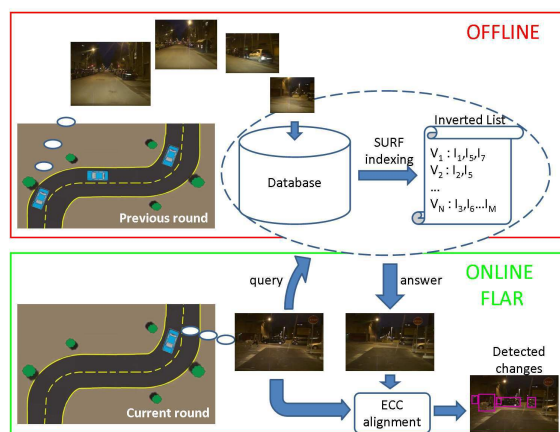 OFFLINE
Inverted List
SURF
indexing
Database
V1 : I1,I5,I7
V2 : I2,I5
...
VN : I3,I6...IM
Previous round
ONLINE
FLAR
query
answer
Detected
changes
ECC
alignment
Current round